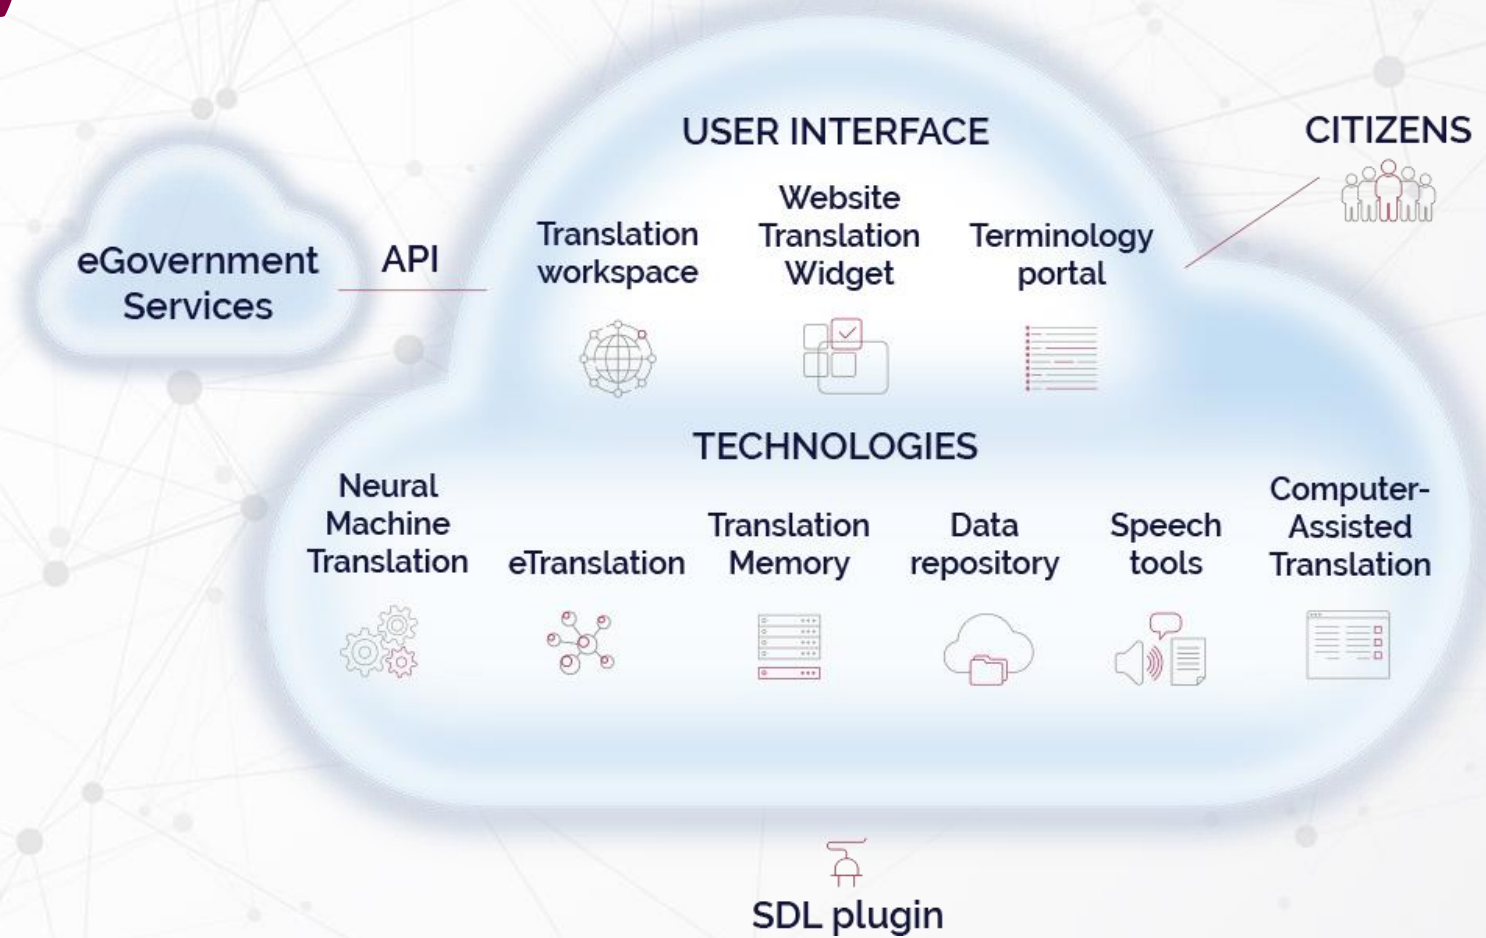 USER INTERFACE
CITIZENS
eGovernment
Services
API
Translation
workspace
Website
Translation
Widget
Terminology
portal
TECHNOLOGIES
Neural
Machine
Translation
eTranslation
Translation
Memory
Data
repository
Speech
tools
Computer-
Assisted
Translation
SDL plugin